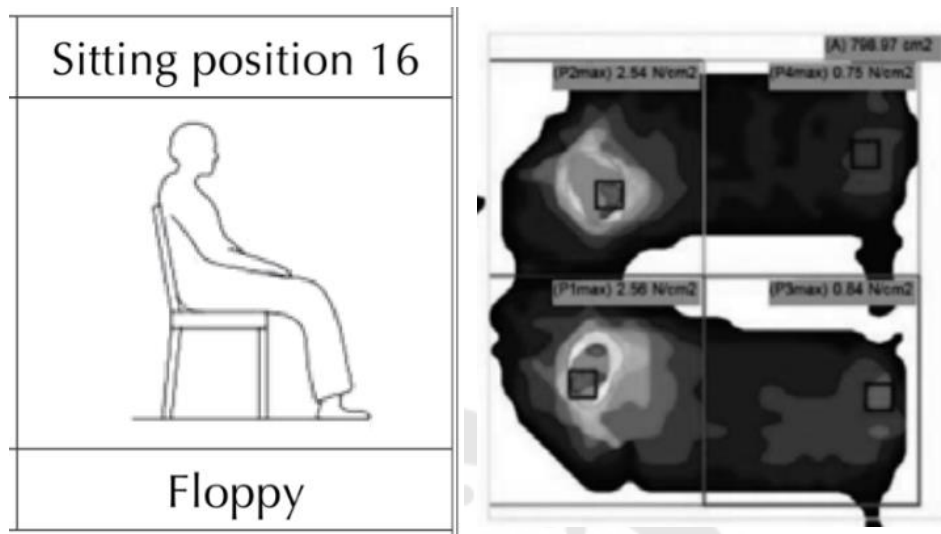 Sitting position 16
Floppy
(A) 798.97 cm2
(P2max) 2.54 N/cm2
(P4max) 0.75 N/cm2
(P1max) 2.56 N/cm2
(P3max) 0.84 N/cm2